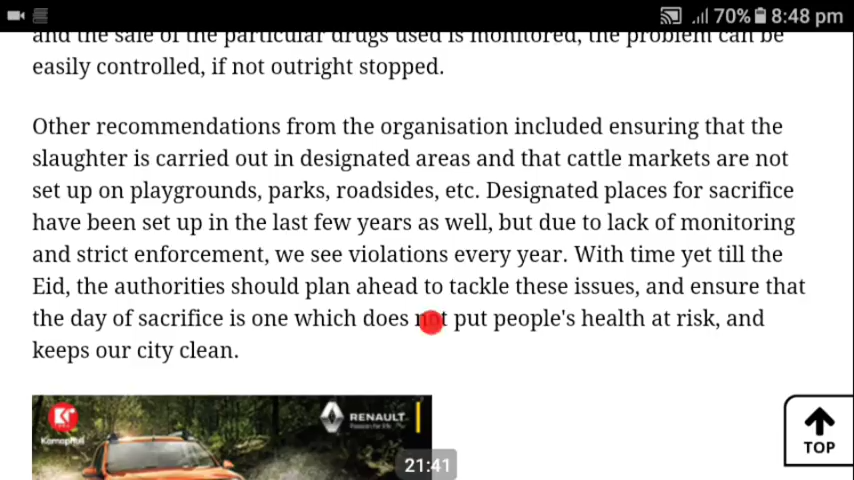 70% 8:48 pm
and the sale of the particular drugs used is monitored, the problem can be
easily controlled, if not outright stopped.
Other recommendations from the organisation included ensuring that the
slaughter is carried out in designated areas and that cattle markets are not
set up on playgrounds, parks, roadsides, etc. Designated places for sacrifice
have been set up in the last few years as well, but due to lack of monitoring
and strict enforcement, we see violations every year. With time yet till the
Eid, the authorities should plan ahead to tackle these issues, and ensure that
the day of sacrifice is one which does not put people's health at risk, and
keeps our city clean.
RENAULT
TOP
21:41